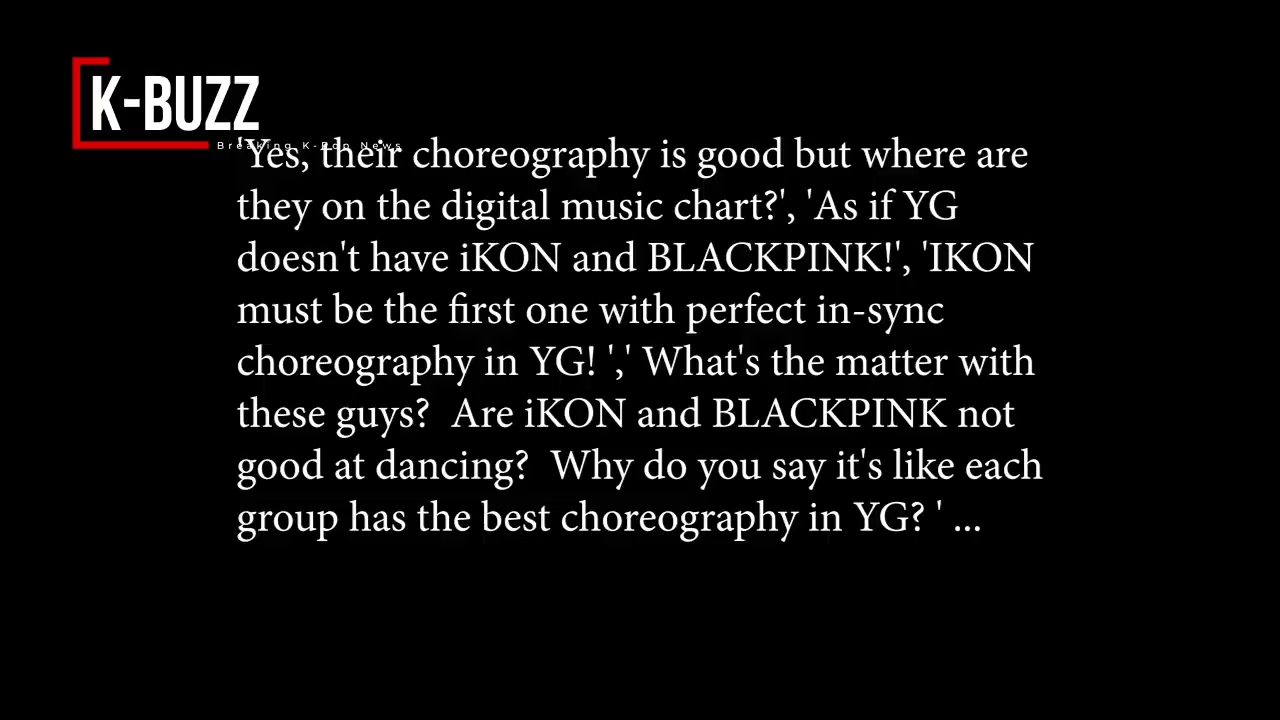 K-BUZZ
Breaking K-Pop News
'Yes, their choreography is good but where are
they on the digital music chart?', 'As if YG
doesn't have iKON and BLACKPINK!', 'IKON
must be the first one with perfect in-sync
choreography in YG! ',' What's the matter with
these guys?  Are iKON and BLACKPINK not
good at dancing?  Why do you say it's like each
group has the best choreography in YG? ' ...